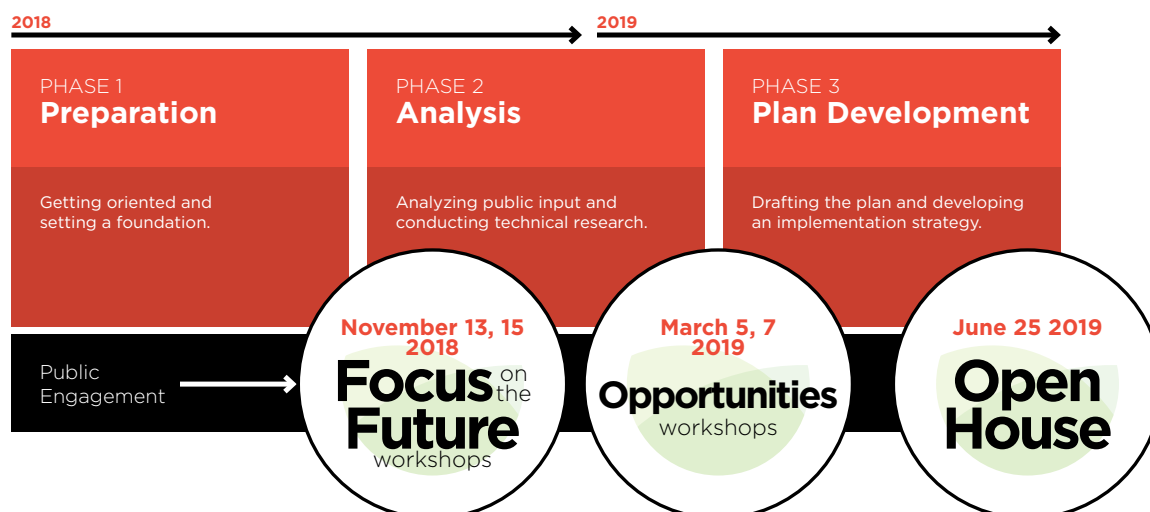 2018
2019
PHASE 1
Preparation
Getting oriented and
setting a foundation.
PHASE 2
Analysis
Analyzing public input and
conducting technical research.
PHASE 3
Plan Development
Drafting the plan and developing
an implementation strategy.
Public
Engagement
November 13, 15
2018
Focus on the
Future
workshops
March 5, 7
2019
Opportunities
workshops
June 25 2019
Open
House